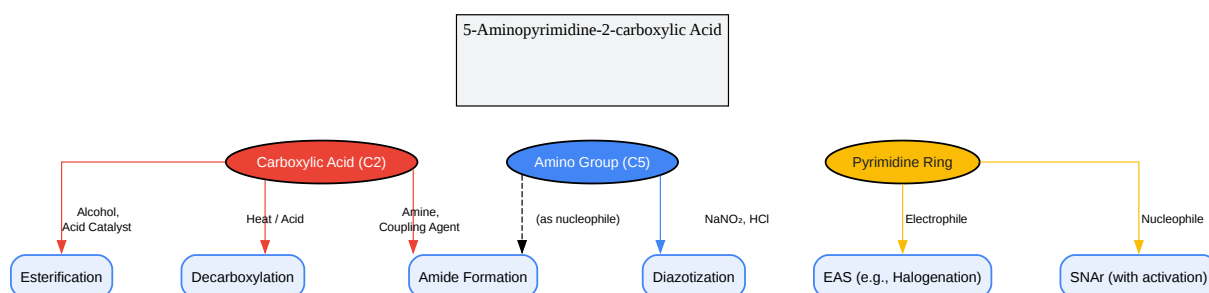 5-Aminopyrimidine-2-carboxylic Acid
Carboxylic Acid (C2)
Amino Group (C5)
Pyrimidine Ring
Alcohol,
Acid Catalyst
Heat / Acid
Amine,
Coupling Agent
(as nucleophile)
NaNO₂, HCl
Electrophile
Nucleophile
Esterification
Decarboxylation
Amide Formation
Diazotization
EAS (e.g., Halogenation)
SNAr (with activation)